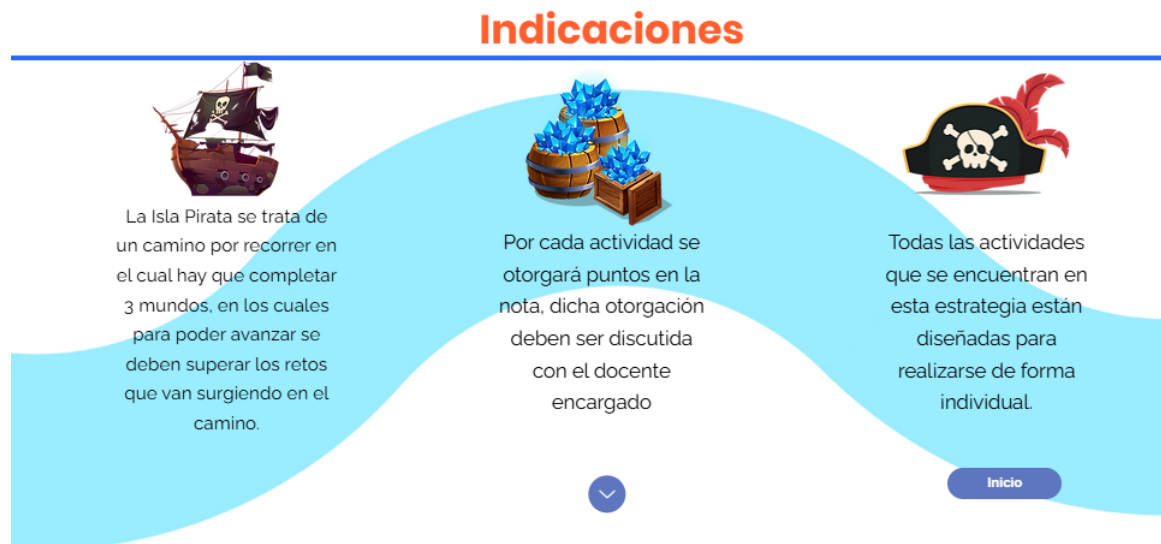 Indicaciones
La Isla Pirata se trata de
un camino por recorrer en
el cual hay que completar
3 mundos, en los cuales
para poder avanzar se
deben superar los retos
que van surgiendo en el
camino.
Por cada actividad se
otorgará puntos en la
nota, dicha otorgación
deben ser discutida
con el docente
encargado
Todas las actividades
que se encuentran en
esta estrategia están
diseñadas para
realizarse de forma
individual.
Inicio